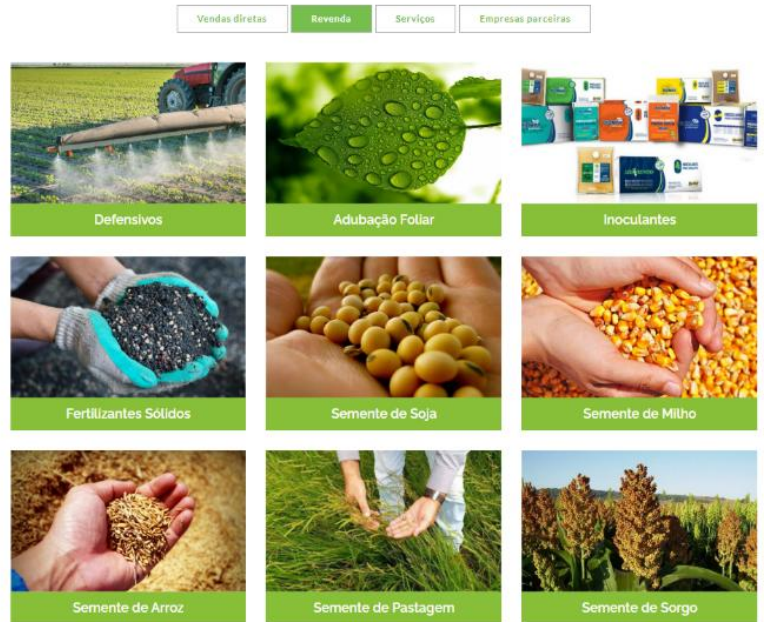 Vendas diretas
Revenda
Serviços
Empresas parceiras
Defensivos
Adubação Foliar
Inoculantes
Fertilizantes Sólidos
Semente de Soja
Semente de Milho
Semente de Arroz
Semente de Pastagem
Semente de Sorgo